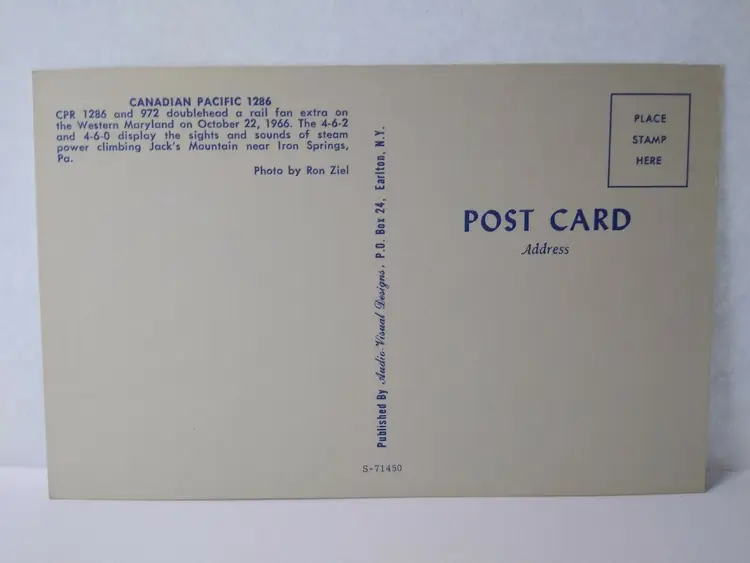 CANADIAN PACIFIC 1286
CPR 1286 and 972 doublehead a rail fan extra on
the Western Maryland on October 22, 1966. The 4-6-2
and 4-6-0 display the sights and sounds of steam
power climbing Jack's Mountain near Iron Springs,
Pa.
Photo by Ron Ziel
Published By Audio-Visual Designs, P.O. Box 24, Earlton, N.Y.
S-71450
PLACE
STAMP
HERE
POST CARD
Address